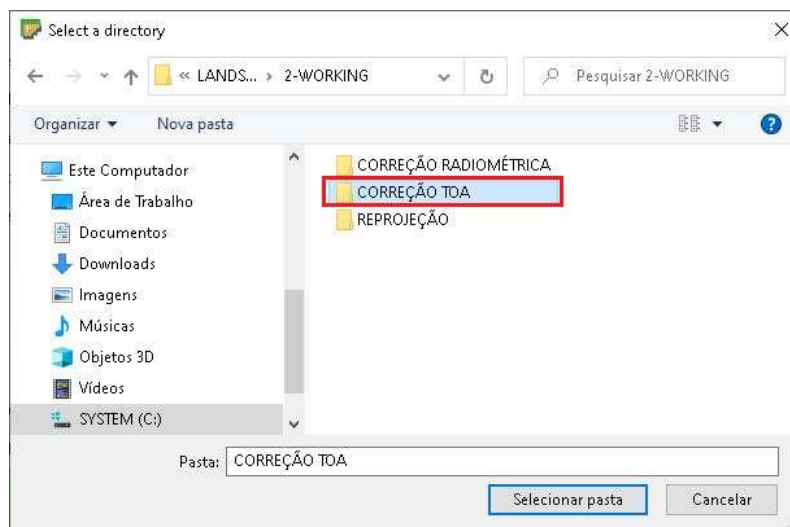 Select a directory
« LANDS... › 2-WORKING
Pesquisar 2-WORKING
Organizar
Nova pasta
Este Computador
Área de Trabalho
Documentos
Downloads
Imagens
Músicas
Objetos 3D
Vídeos
SYSTEM (C:)
CORREÇÃO RADIOMÉTRICA
CORREÇÃO TOA
REPROJEÇÃO
Pasta: CORREÇÃO TOA
Selecionar pasta
Cancelar